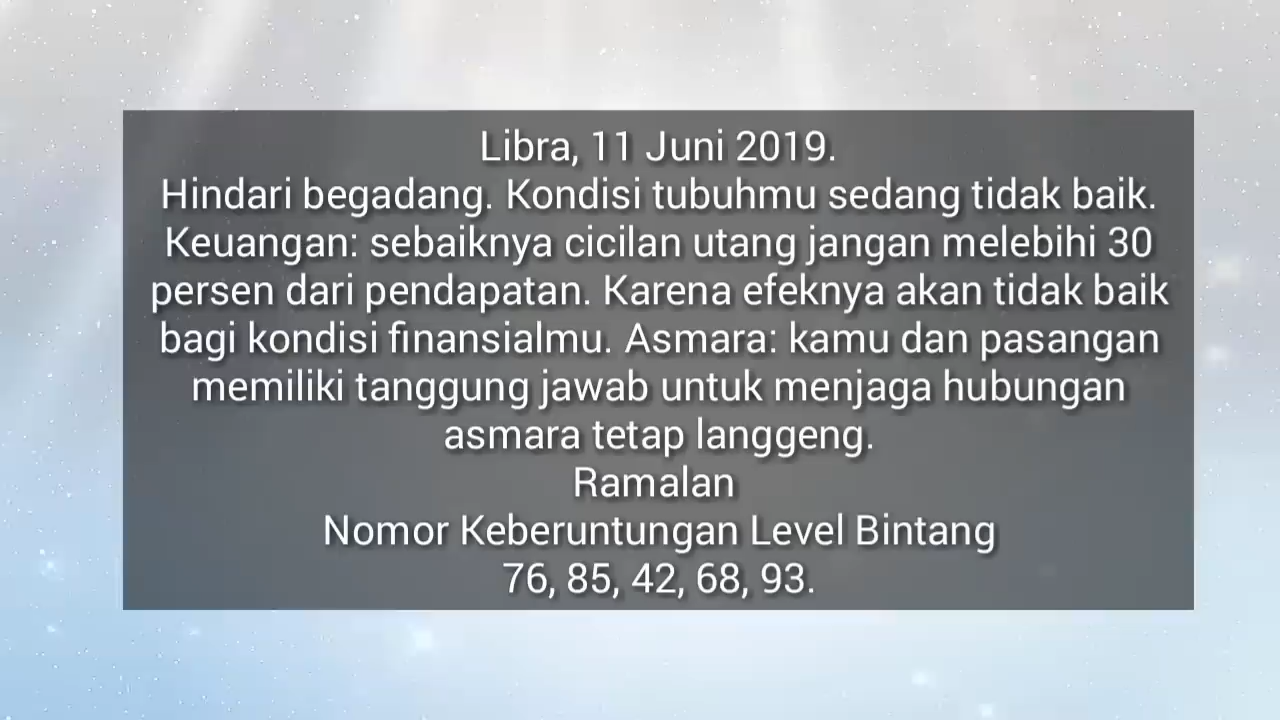 Libra, 11 Juni 2019.
Hindari begadang. Kondisi tubuhmu sedang tidak baik.
Keuangan: sebaiknya cicilan utang jangan melebihi 30
persen dari pendapatan. Karena efeknya akan tidak baik
bagi kondisi finansialmu. Asmara: kamu dan pasangan
memiliki tanggung jawab untuk menjaga hubungan
asmara tetap langgeng.
Ramalan
Nomor Keberuntungan Level Bintang
76, 85, 42, 68, 93.